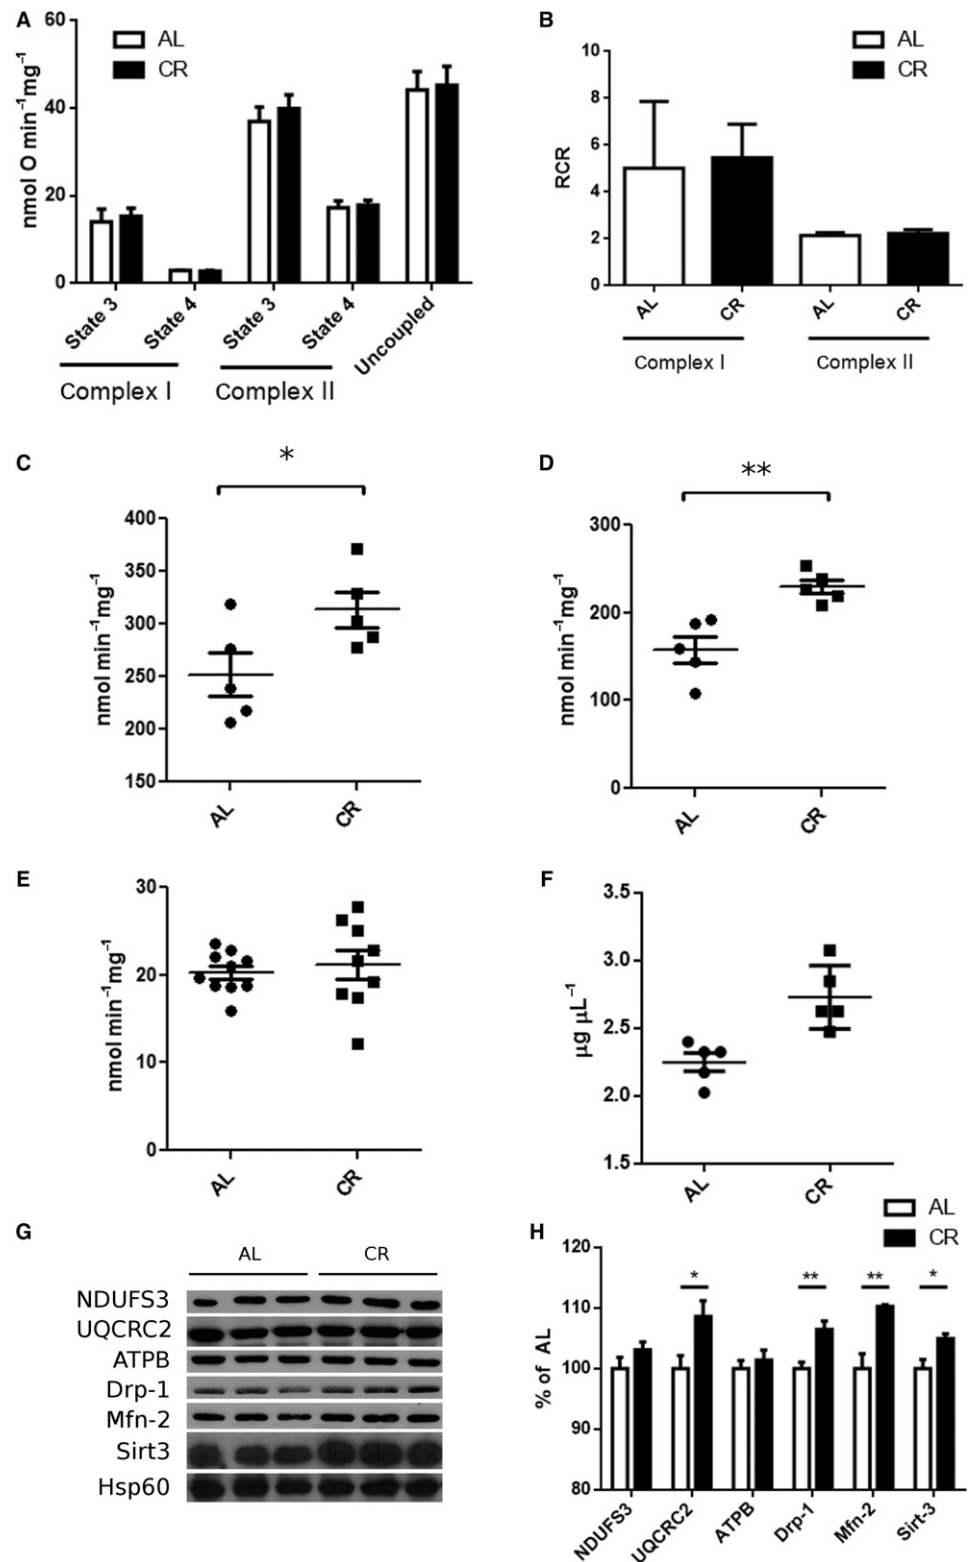 A
60
40
20
0
nmol O min⁻¹mg⁻¹
AL
CR
State 3
State 4
State 3
State 4
Uncoupled
Complex I
Complex II
B
10
8
6
4
2
0
RCR
AL
CR
AL
CR
AL
CR
Complex I
Complex II
C
*
400
350
300
250
200
150
nmol min⁻¹mg⁻¹
AL
CR
D
**
300
200
100
0
nmol min⁻¹mg⁻¹
AL
CR
E
30
20
10
0
nmol min⁻¹mg⁻¹
AL
CR
F
3.5
3.0
2.5
2.0
1.5
µg µL⁻¹
AL
CR
G
AL CR
NDUFS3
UQCRC2
ATPB
Drp-1
Mfn-2
Sirt3
Hsp60
H
AL
CR
120
110
100
90
80
% of AL
* ** ** *
NDUFS3
UQCRC2
ATPB
Drp-1
Mfn-2
Sirt-3